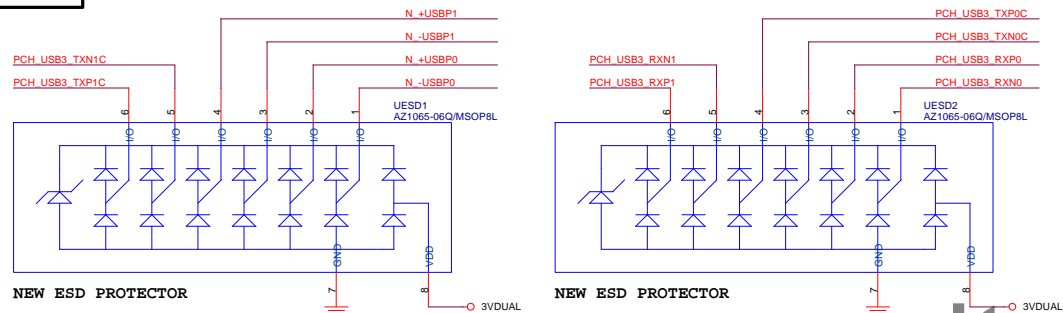 N_+USBP1
N_-USBP1
PCH_USB3_TXN1C
N_+USBP0
PCH_USB3_TXP1C
N_-USBP0
UESD1
AZ1065-06Q/MSOP8L
6 5 4 3 2 1
I/O I/O I/O I/O I/O I/O
GND VDD
7 8
NEW ESD PROTECTOR
3VDUAL
PCH_USB3_TXP0C
PCH_USB3_TXN0C
PCH_USB3_RXN1
PCH_USB3_RXP0
PCH_USB3_RXP1
PCH_USB3_RXN0
UESD2
AZ1065-06Q/MSOP8L
6 5 4 3 2 1
I/O I/O I/O I/O I/O I/O
GND VDD
7 8
NEW ESD PROTECTOR
3VDUAL